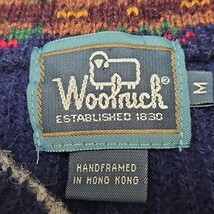 Woolrich®
ESTABLISHED 1830
M
HANDFRAMED
IN HONG KONG